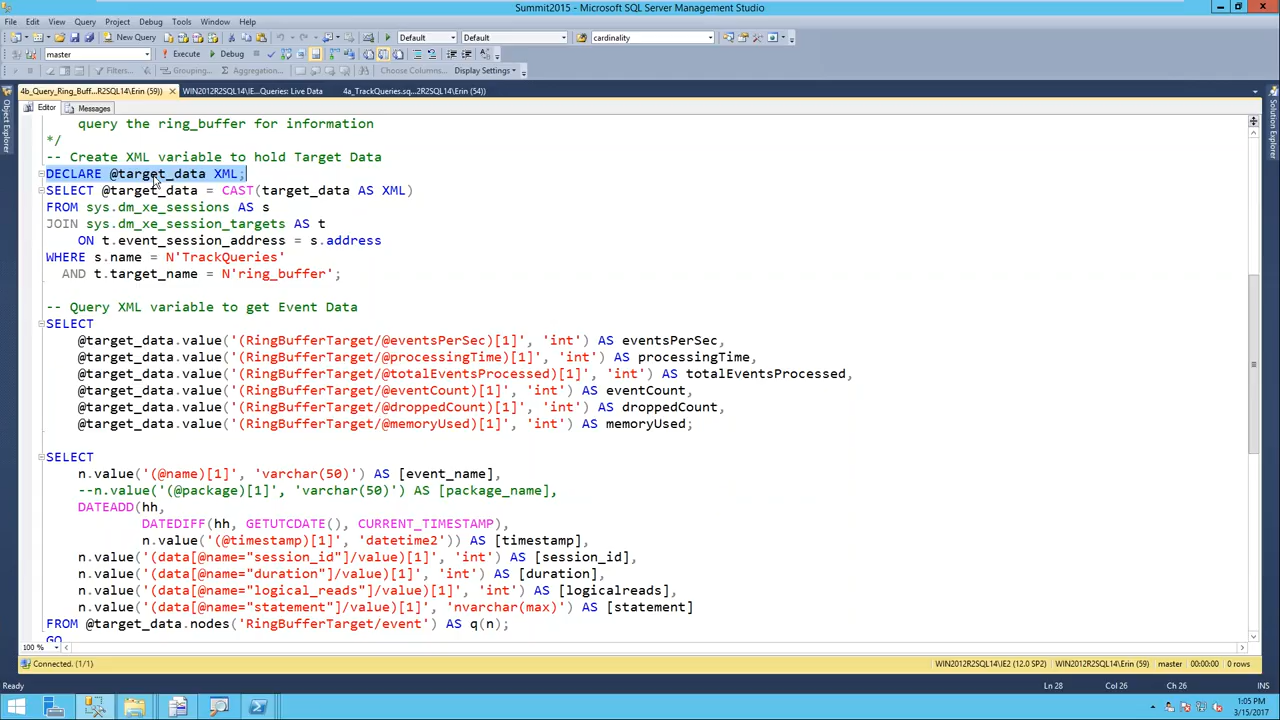 Summit2015 - Microsoft SQL Server Management Studio
File Edit View Query Project Debug Tools Window Help
New Query Default Default cardinality
master Execute Debug
Filters... Grouping... Aggregation... Choose Columns... Display Settings
4b_Query_Ring_Buff...R2SQL14\Erin (59)) WIN2012R2SQL14\IE...Queries: Live Data 4a_TrackQueries.sq...2R2SQL14\Erin (54))
Editor Messages
Object Explorer
Solution Explorer
query the ring_buffer for information
*/
-- Create XML variable to hold Target Data
DECLARE @target_data XML;
SELECT @target_data = CAST(target_data AS XML)
FROM sys.dm_xe_sessions AS s
JOIN sys.dm_xe_session_targets AS t
ON t.event_session_address = s.address
WHERE s.name = N'TrackQueries'
AND t.target_name = N'ring_buffer';
-- Query XML variable to get Event Data
SELECT
@target_data.value('(RingBufferTarget/@eventsPerSec)[1]', 'int') AS eventsPerSec,
@target_data.value('(RingBufferTarget/@processingTime)[1]', 'int') AS processingTime,
@target_data.value('(RingBufferTarget/@totalEventsProcessed)[1]', 'int') AS totalEventsProcessed,
@target_data.value('(RingBufferTarget/@eventCount)[1]', 'int') AS eventCount,
@target_data.value('(RingBufferTarget/@droppedCount)[1]', 'int') AS droppedCount,
@target_data.value('(RingBufferTarget/@memoryUsed)[1]', 'int') AS memoryUsed;
SELECT
n.value('(@name)[1]', 'varchar(50)') AS [event_name],
--n.value('(@package)[1]', 'varchar(50)') AS [package_name],
DATEADD(hh,
DATEDIFF(hh, GETUTCDATE(), CURRENT_TIMESTAMP),
n.value('(@timestamp)[1]', 'datetime2')) AS [timestamp],
n.value('(data[@name="session_id"]/value)[1]', 'int') AS [session_id],
n.value('(data[@name="duration"]/value)[1]', 'int') AS [duration],
n.value('(data[@name="logical_reads"]/value)[1]', 'int') AS [logicalreads],
n.value('(data[@name="statement"]/value)[1]', 'nvarchar(max)') AS [statement]
FROM @target_data.nodes('RingBufferTarget/event') AS q(n);
GO
100 %
Connected. (1/1) WIN2012R2SQL14\IE2 (12.0 SP2) WIN2012R2SQL14\Erin (59) master 00:00:00 0 rows
Ready Ln 28 Col 26 Ch 26 INS
1:05 PM
3/15/2017